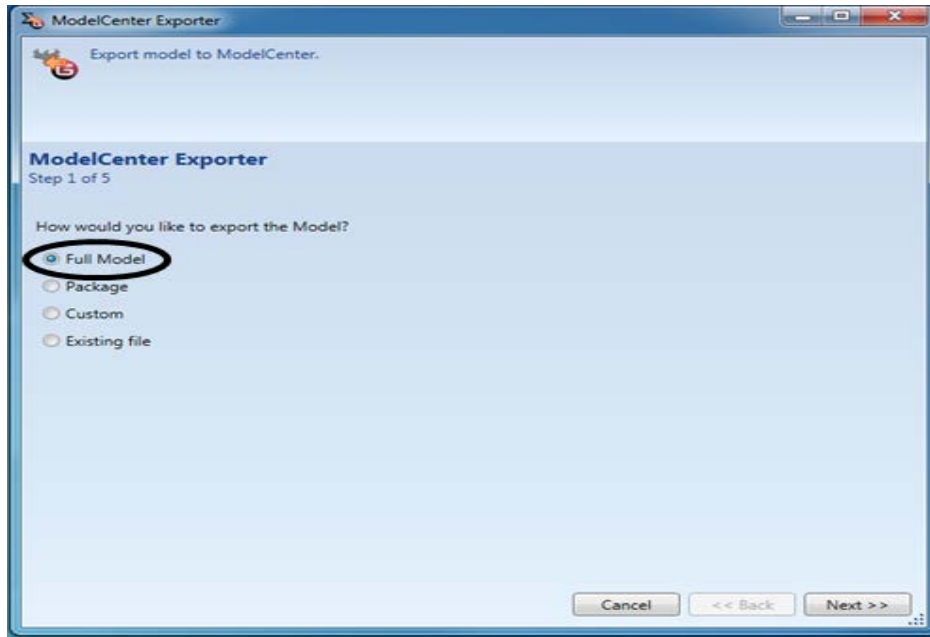 ModelCenter Exporter
Export model to ModelCenter.
ModelCenter Exporter
Step 1 of 5
How would you like to export the Model?
Full Model
Package
Custom
Existing file
Cancel << Back Next >>